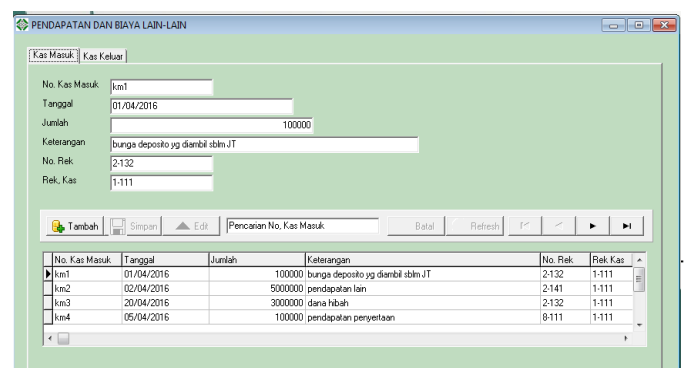 PENDAPATAN DAN BIAYA LAIN-LAIN
Kas Masuk Kas Keluar
No. Kas Masuk km1
Tanggal 01/04/2016
Jumlah 100000
Keterangan bunga deposito yg diambil sblm JT
No. Rek 2-132
Rek, Kas 1-111
Tambah Simpan Edit Pencarian No, Kas Masuk Batal Refresh
No. Kas Masuk Tanggal Jumlah Keterangan No. Rek Rek Kas
km1 01/04/2016 100000 bunga deposito yg diambil sblm JT 2-132 1-111
km2 02/04/2016 5000000 pendapatan lain 2-141 1-111
km3 20/04/2016 3000000 dana hibah 2-132 1-111
km4 05/04/2016 100000 pendapatan penyertaan 8-111 1-111